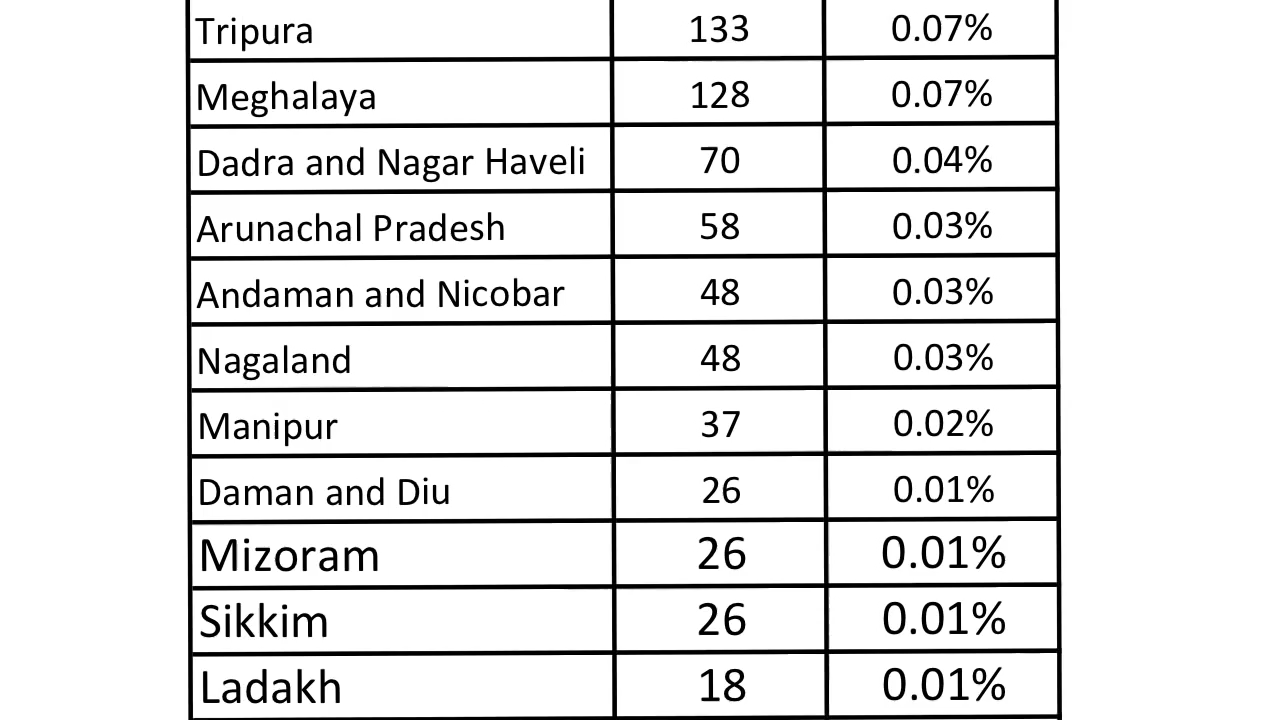 Tripura 133 0.07%
Meghalaya 128 0.07%
Dadra and Nagar Haveli 70 0.04%
Arunachal Pradesh 58 0.03%
Andaman and Nicobar 48 0.03%
Nagaland 48 0.03%
Manipur 37 0.02%
Daman and Diu 26 0.01%
Mizoram 26 0.01%
Sikkim 26 0.01%
Ladakh 18 0.01%